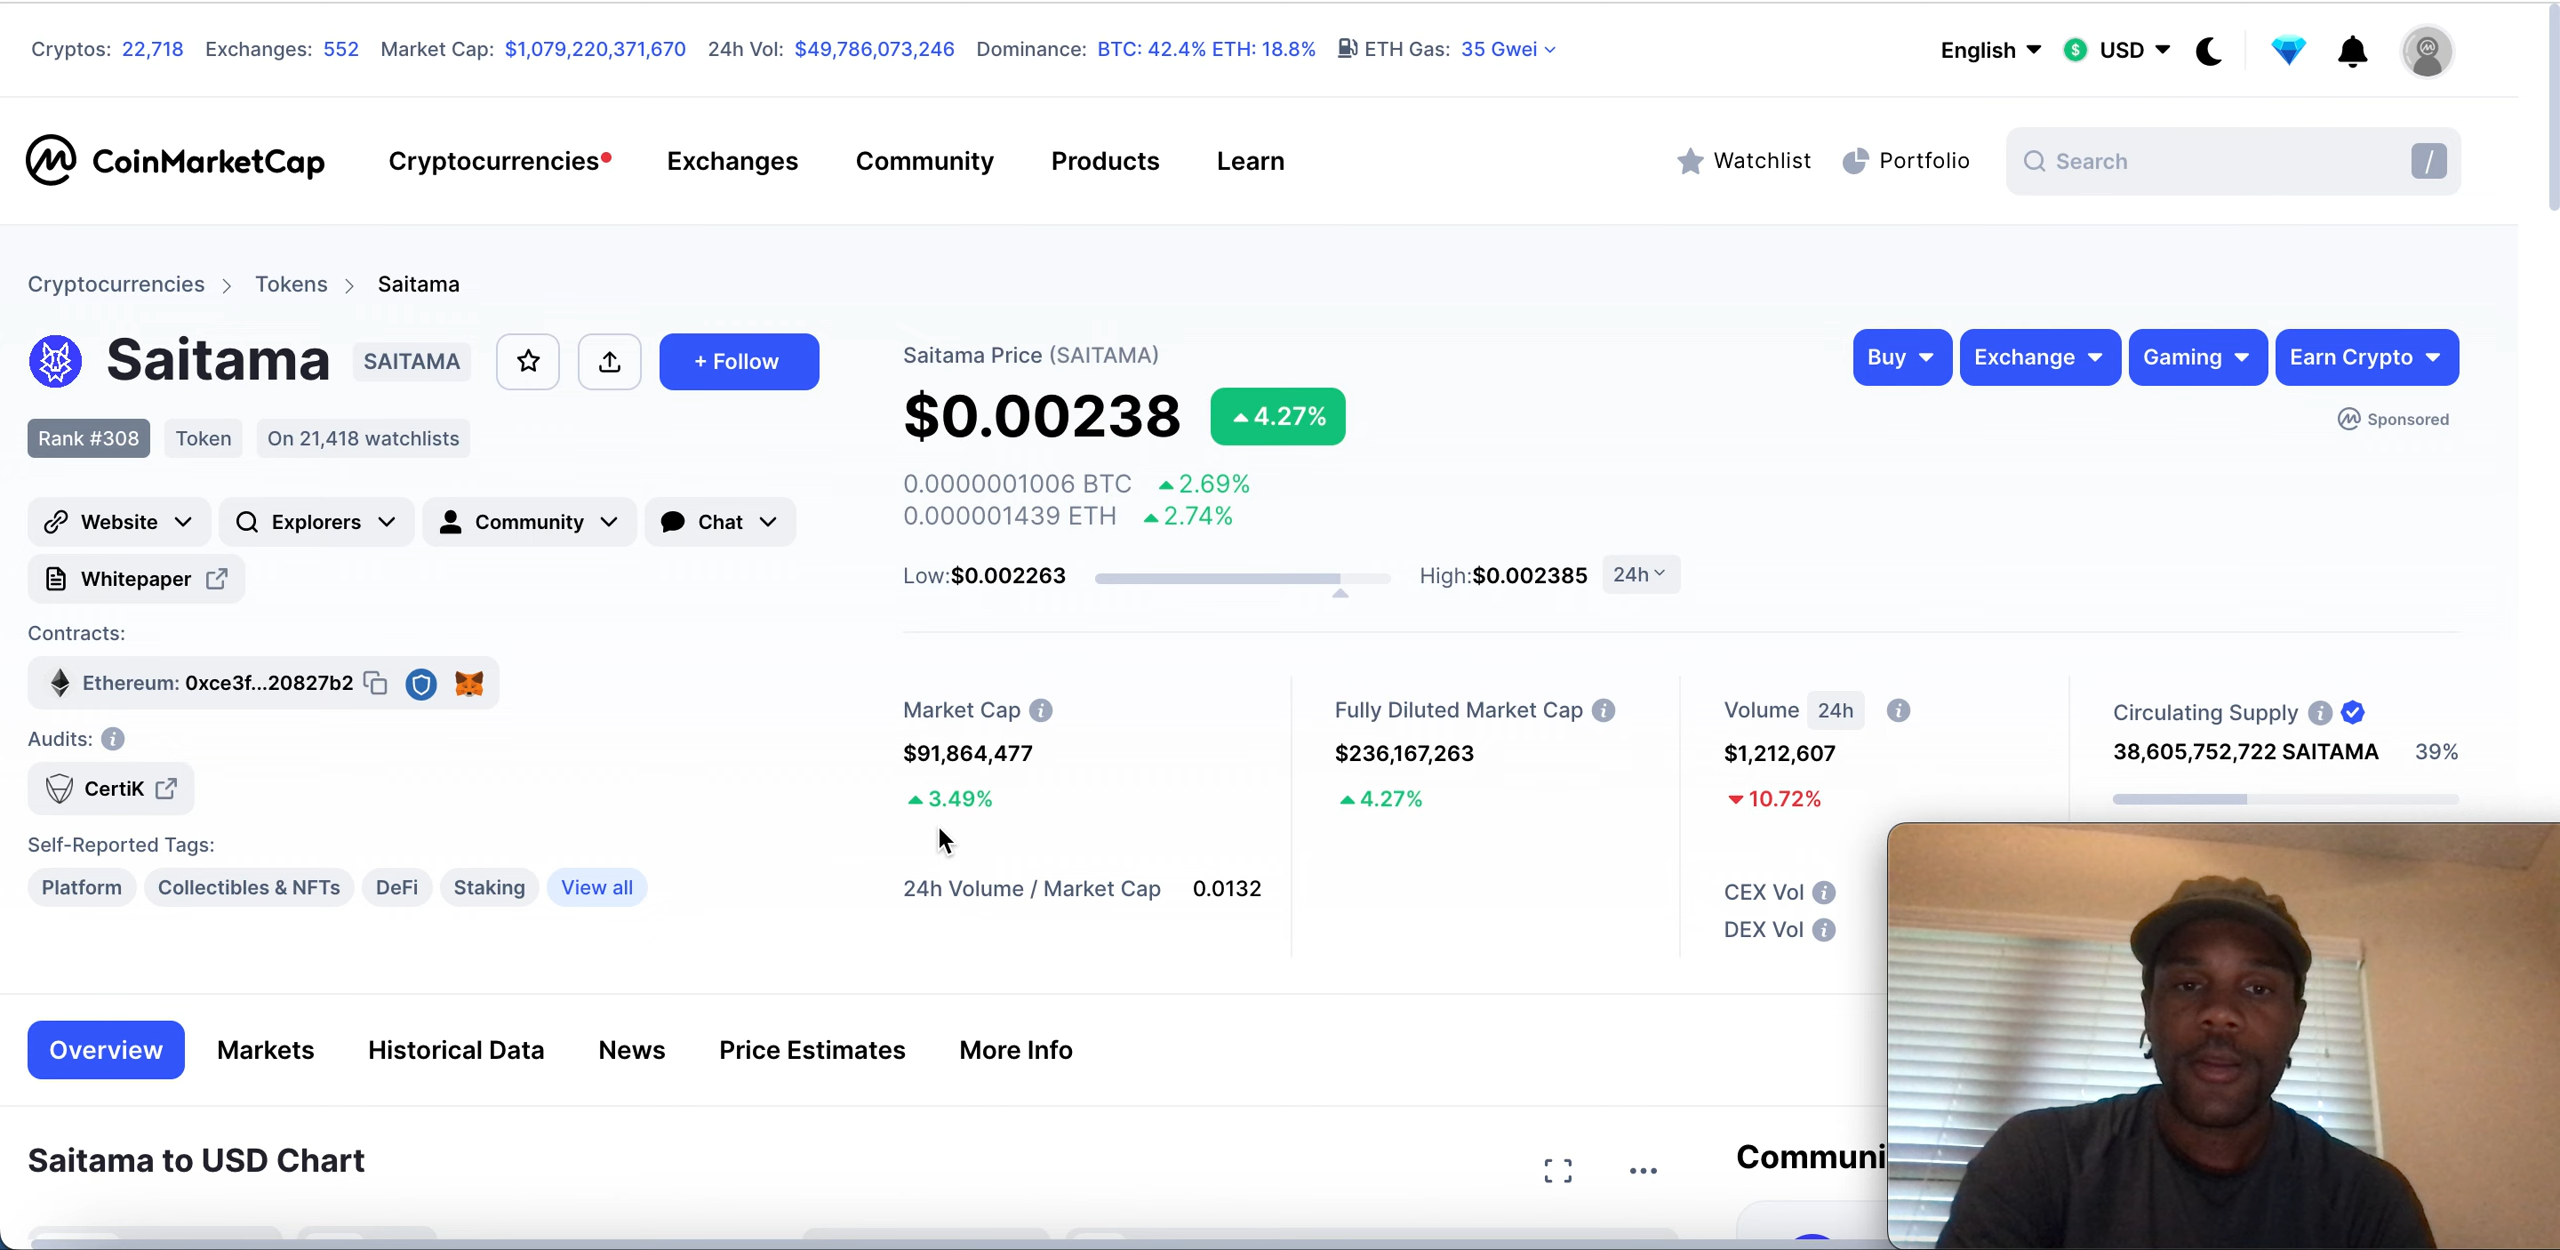 Cryptos: 22,718 Exchanges: 552 Market Cap: $1,079,220,371,670 24h Vol: $49,786,073,246 Dominance: BTC: 42.4% ETH: 18.8% ETH Gas: 35 Gwei English USD
CoinMarketCap Cryptocurrencies Exchanges Community Products Learn Watchlist Portfolio Search /
Cryptocurrencies > Tokens > Saitama
Saitama SAITAMA + Follow
Rank #308 Token On 21,418 watchlists
Website Explorers Community Chat
Whitepaper
Contracts:
Ethereum: 0xce3f...20827b2
Audits:
CertiK
Self-Reported Tags:
Platform Collectibles & NFTs DeFi Staking View all
Saitama Price (SAITAMA)
$0.00238 4.27%
0.0000001006 BTC 2.69%
0.000001439 ETH 2.74%
Low:$0.002263 High:$0.002385 24h
Buy Exchange Gaming Earn Crypto
Sponsored
Market Cap
$91,864,477
3.49%
24h Volume / Market Cap 0.0132
Fully Diluted Market Cap
$236,167,263
4.27%
Volume 24h
$1,212,607
10.72%
CEX Vol
DEX Vol
Circulating Supply
38,605,752,722 SAITAMA 39%
Overview Markets Historical Data News Price Estimates More Info
Saitama to USD Chart
Communi